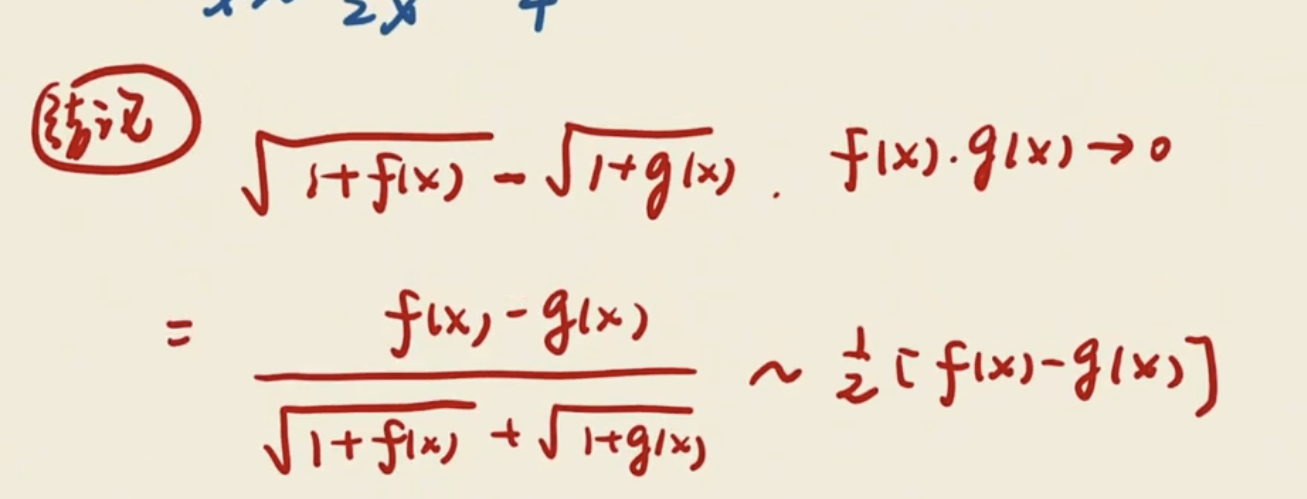 结论
√(1+f(x)) - √(1+g(x)) . f(x)·g(x)→0
= (f(x)-g(x))/(√(1+f(x)) + √(1+g(x))) ~ 1/2 [f(x)-g(x)]